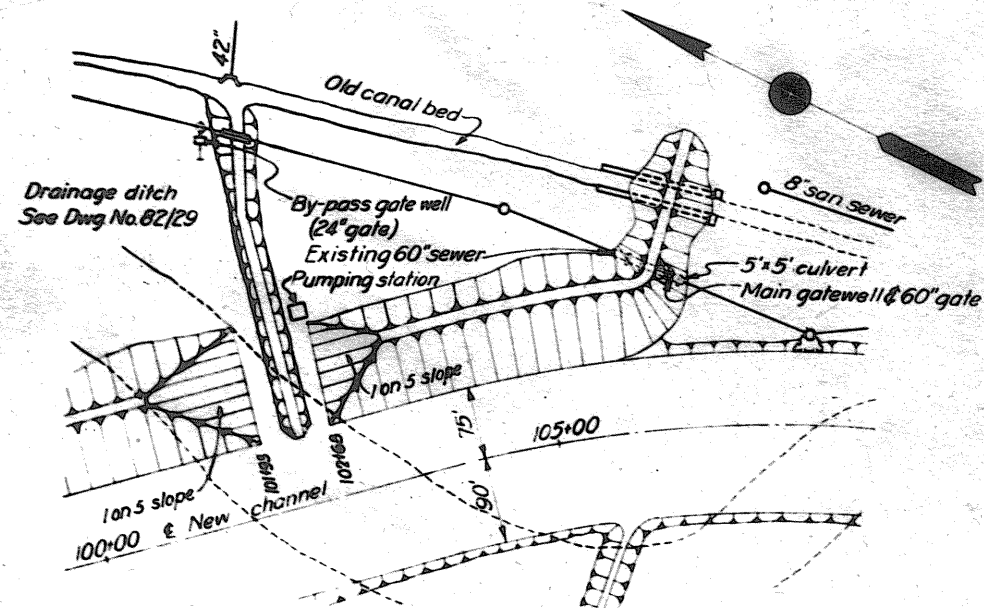 42"
Old canal bed
8" san sewer
Drainage ditch
See Dwg. No. 82/29
By-pass gate well
(24" gate)
Existing 60" sewer
Pumping station
5'x5' culvert
Main gatewell ¢ 60" gate
1 on 5 slope
75'
105+00
101+95
102+68
1 on 5 slope
90'
100+00 ℄ New channel